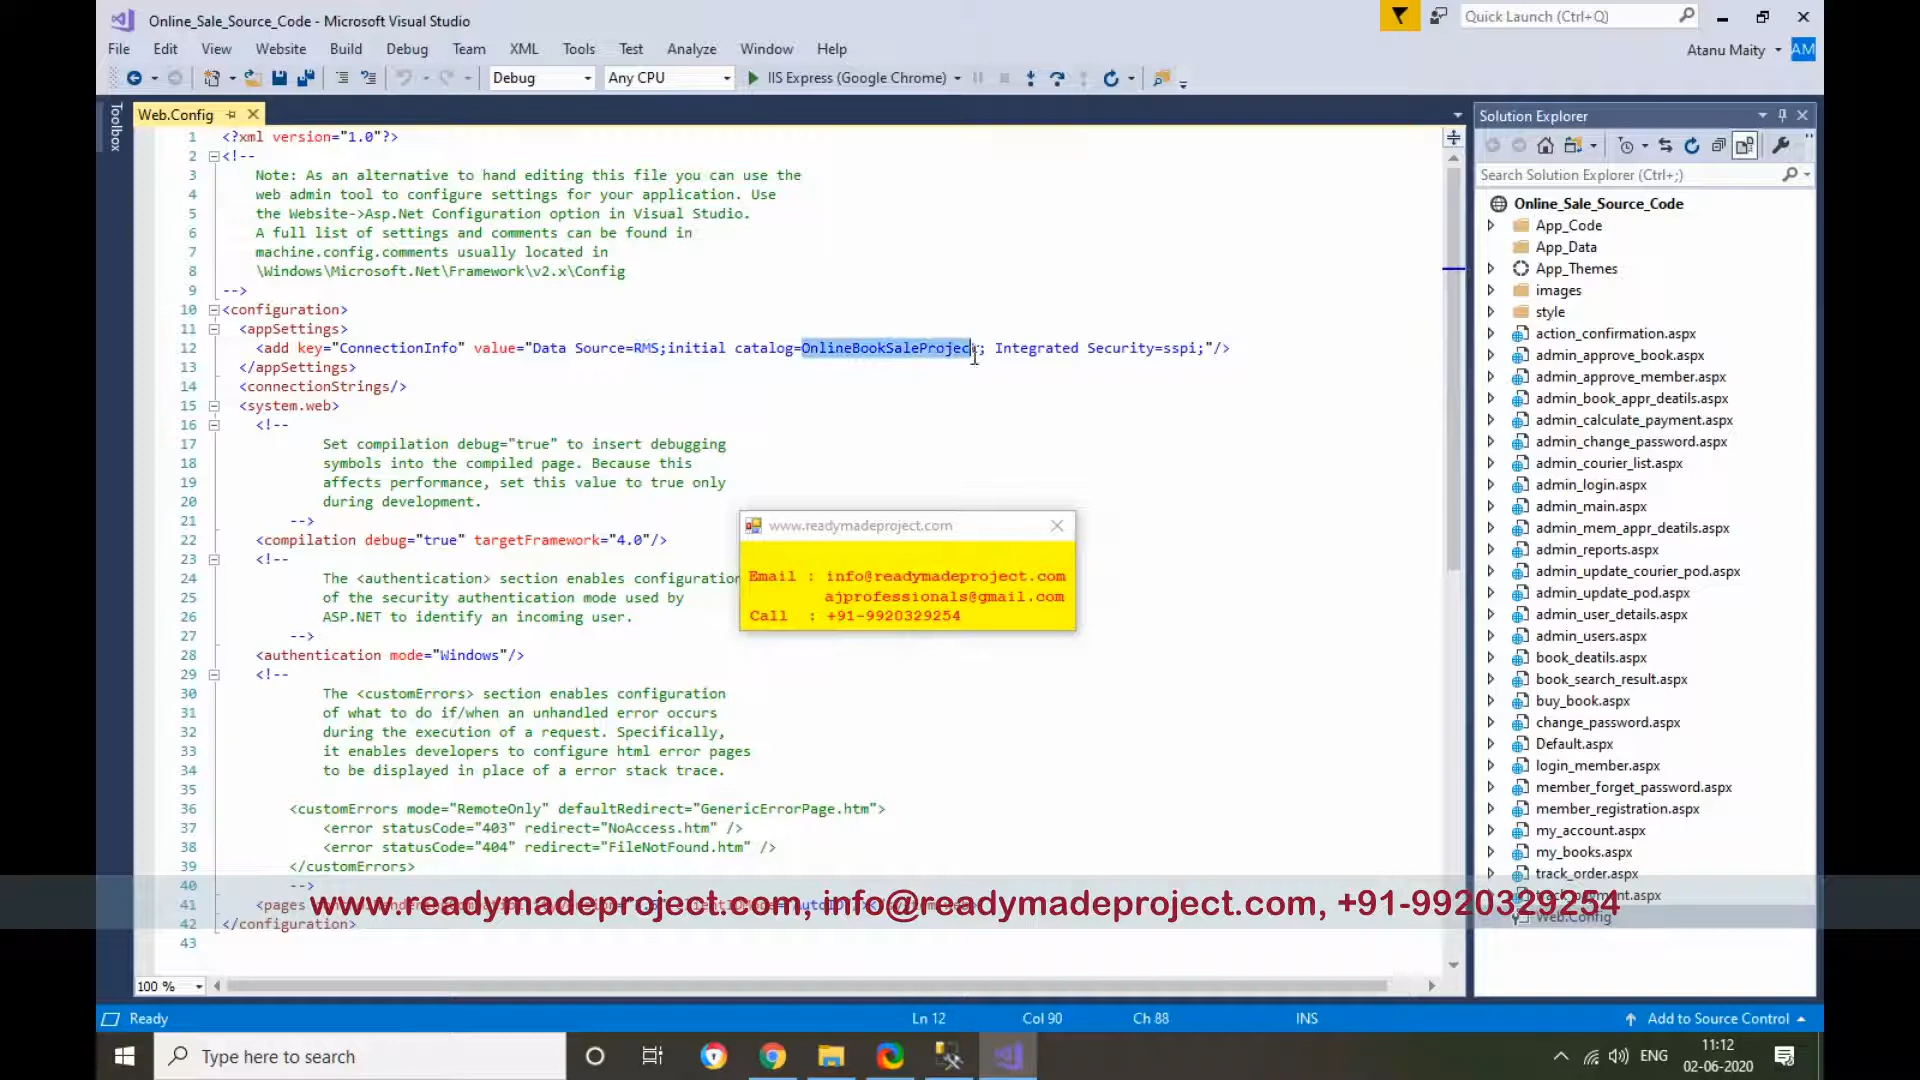 Online_Sale_Source_Code - Microsoft Visual Studio
Quick Launch (Ctrl+Q)
File Edit View Website Build Debug Team XML Tools Test Analyze Window Help
Atanu Maity AM
Debug Any CPU IIS Express (Google Chrome)
Toolbox
Web.Config
1 <?xml version="1.0"?>
2 <!--
3 Note: As an alternative to hand editing this file you can use the
4 web admin tool to configure settings for your application. Use
5 the Website->Asp.Net Configuration option in Visual Studio.
6 A full list of settings and comments can be found in
7 machine.config.comments usually located in
8 \Windows\Microsoft.Net\Framework\v2.x\Config
9 -->
10 <configuration>
11 <appSettings>
12 <add key="ConnectionInfo" value="Data Source=RMS;initial catalog=OnlineBookSaleProject; Integrated Security=sspi;"/>
13 </appSettings>
14 <connectionStrings/>
15 <system.web>
16 <!--
17 Set compilation debug="true" to insert debugging
18 symbols into the compiled page. Because this
19 affects performance, set this value to true only
20 during development.
21 -->
22 <compilation debug="true" targetFramework="4.0"/>
23 <!--
24 The <authentication> section enables configuration
25 of the security authentication mode used by
26 ASP.NET to identify an incoming user.
27 -->
28 <authentication mode="Windows"/>
29 <!--
30 The <customErrors> section enables configuration
31 of what to do if/when an unhandled error occurs
32 during the execution of a request. Specifically,
33 it enables developers to configure html error pages
34 to be displayed in place of a error stack trace.
35
36 <customErrors mode="RemoteOnly" defaultRedirect="GenericErrorPage.htm">
37 <error statusCode="403" redirect="NoAccess.htm" />
38 <error statusCode="404" redirect="FileNotFound.htm" />
39 </customErrors>
40 -->
41 <pages
42 </configuration>
43
www.readymadeproject.com
Email : info@readymadeproject.com
ajprofessionals@gmail.com
Call : +91-9920329254
www.readymadeproject.com, info@readymadeproject.com, +91-9920329254
Solution Explorer
Search Solution Explorer (Ctrl+;)
Online_Sale_Source_Code
App_Code
App_Data
App_Themes
images
style
action_confirmation.aspx
admin_approve_book.aspx
admin_approve_member.aspx
admin_book_appr_deatils.aspx
admin_calculate_payment.aspx
admin_change_password.aspx
admin_courier_list.aspx
admin_login.aspx
admin_main.aspx
admin_mem_appr_deatils.aspx
admin_reports.aspx
admin_update_courier_pod.aspx
admin_update_pod.aspx
admin_user_details.aspx
admin_users.aspx
book_deatils.aspx
book_search_result.aspx
buy_book.aspx
change_password.aspx
Default.aspx
login_member.aspx
member_forget_password.aspx
member_registration.aspx
my_account.aspx
my_books.aspx
track_order.aspx
track_payment.aspx
Web.Config
100 %
Ready Ln 12 Col 90 Ch 88 INS Add to Source Control
Type here to search
ENG
11:12
02-06-2020